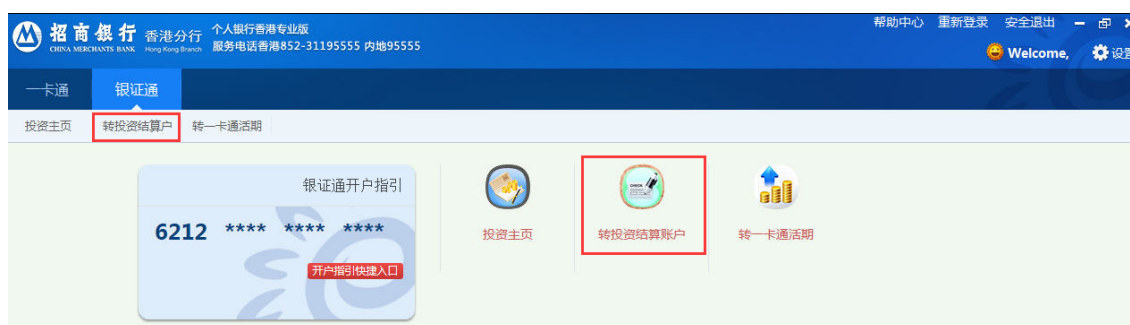 招商银行 香港分行 个人银行香港专业版
CHINA MERCHANTS BANK Hong Kong Branch 服务电话香港852-31195555 内地95555
帮助中心 重新登录 安全退出
Welcome, 设置
一卡通 银证通
投资主页 转投资结算户 转一卡通活期
银证通开户指引
6212 **** **** ****
开户指引快捷入口
投资主页 转投资结算账户 转一卡通活期